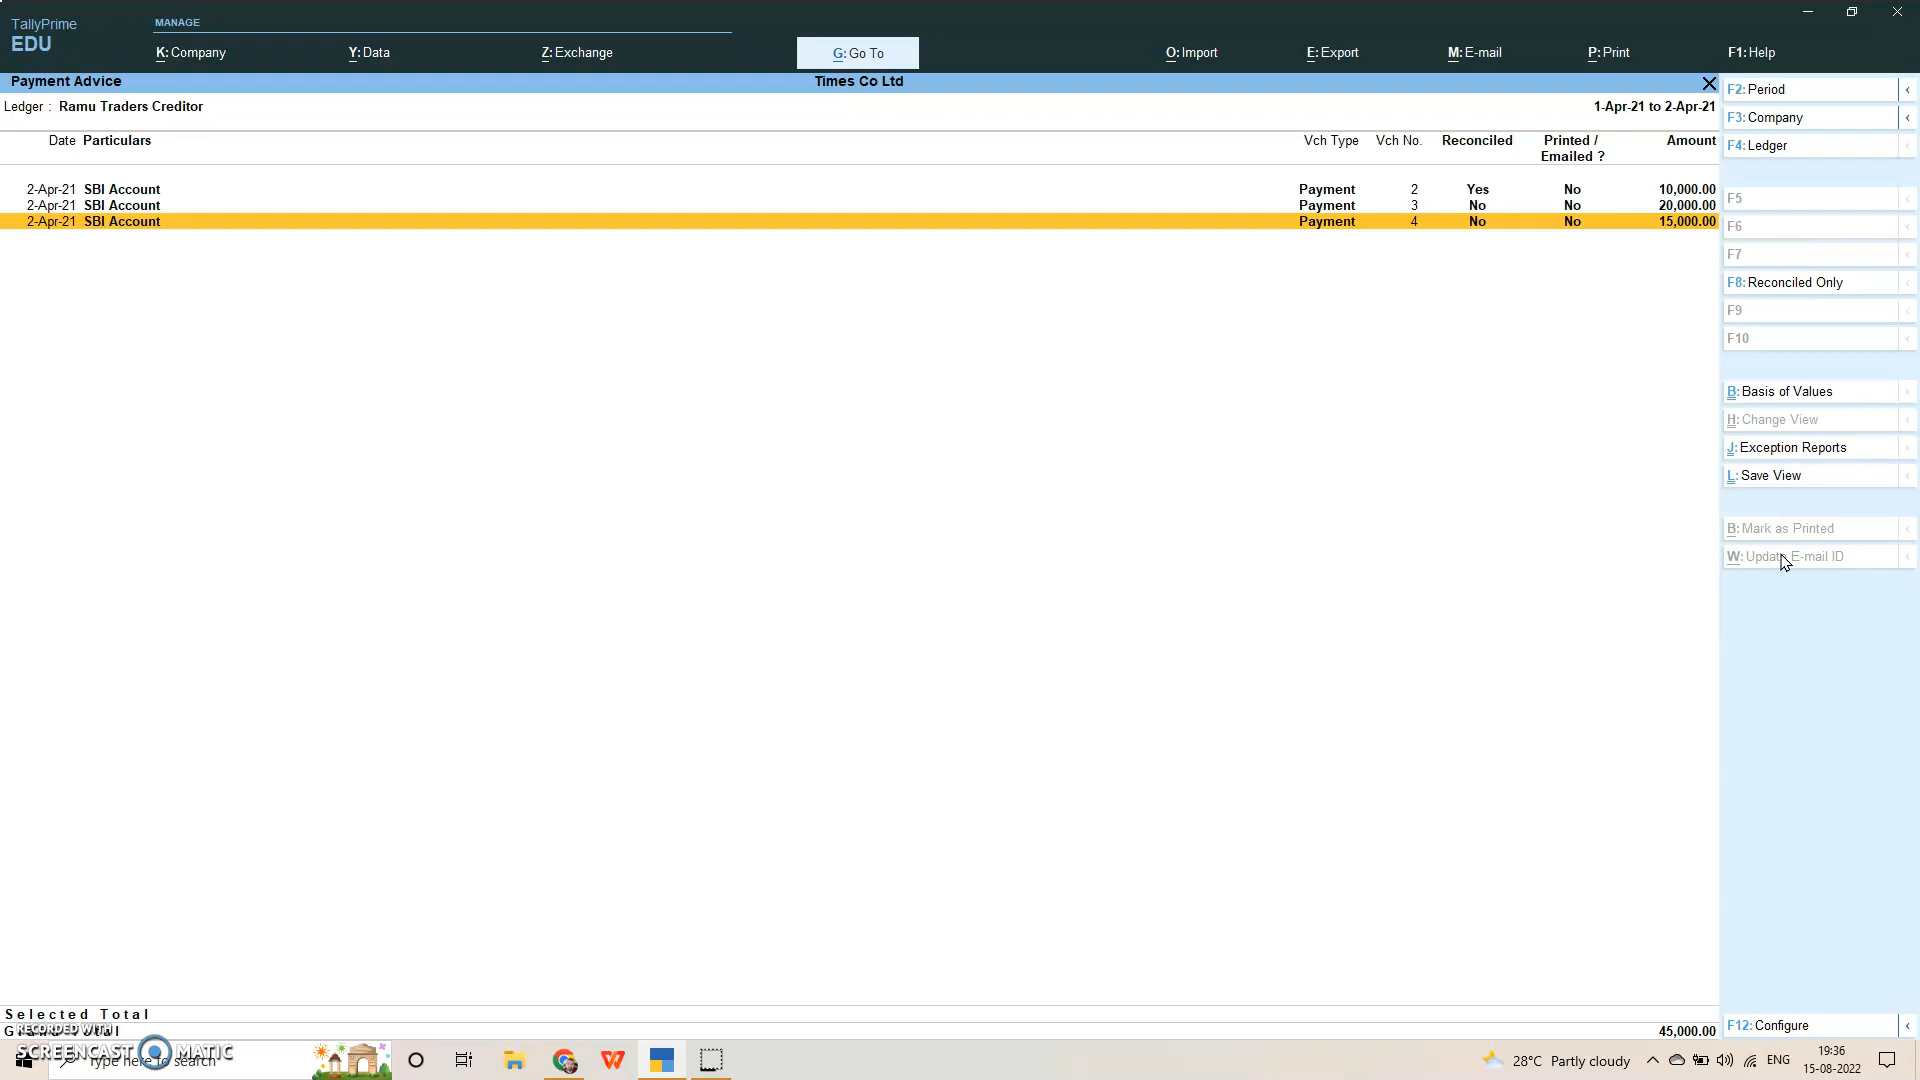 TallyPrime
EDU
MANAGE
K: Company
Y: Data
Z: Exchange
G: Go To
O: Import
E: Export
M: E-mail
P: Print
F1: Help
Payment Advice
Times Co Ltd
Ledger : Ramu Traders Creditor
1-Apr-21 to 2-Apr-21
Date Particulars Vch Type Vch No. Reconciled Printed / Amount
Emailed ?
2-Apr-21 SBI Account Payment 2 Yes No 10,000.00
2-Apr-21 SBI Account Payment 3 No No 20,000.00
2-Apr-21 SBI Account Payment 4 No No 15,000.00
F2: Period
F3: Company
F4: Ledger
F5
F6
F7
F8: Reconciled Only
F9
F10
B: Basis of Values
H: Change View
J: Exception Reports
L: Save View
B: Mark as Printed
W: Update E-mail ID
F12: Configure
Selected Total
Grand Total 45,000.00
RECORDED WITH
SCREENCAST MATIC
Type here to search
28°C Partly cloudy
ENG
19:36
15-08-2022